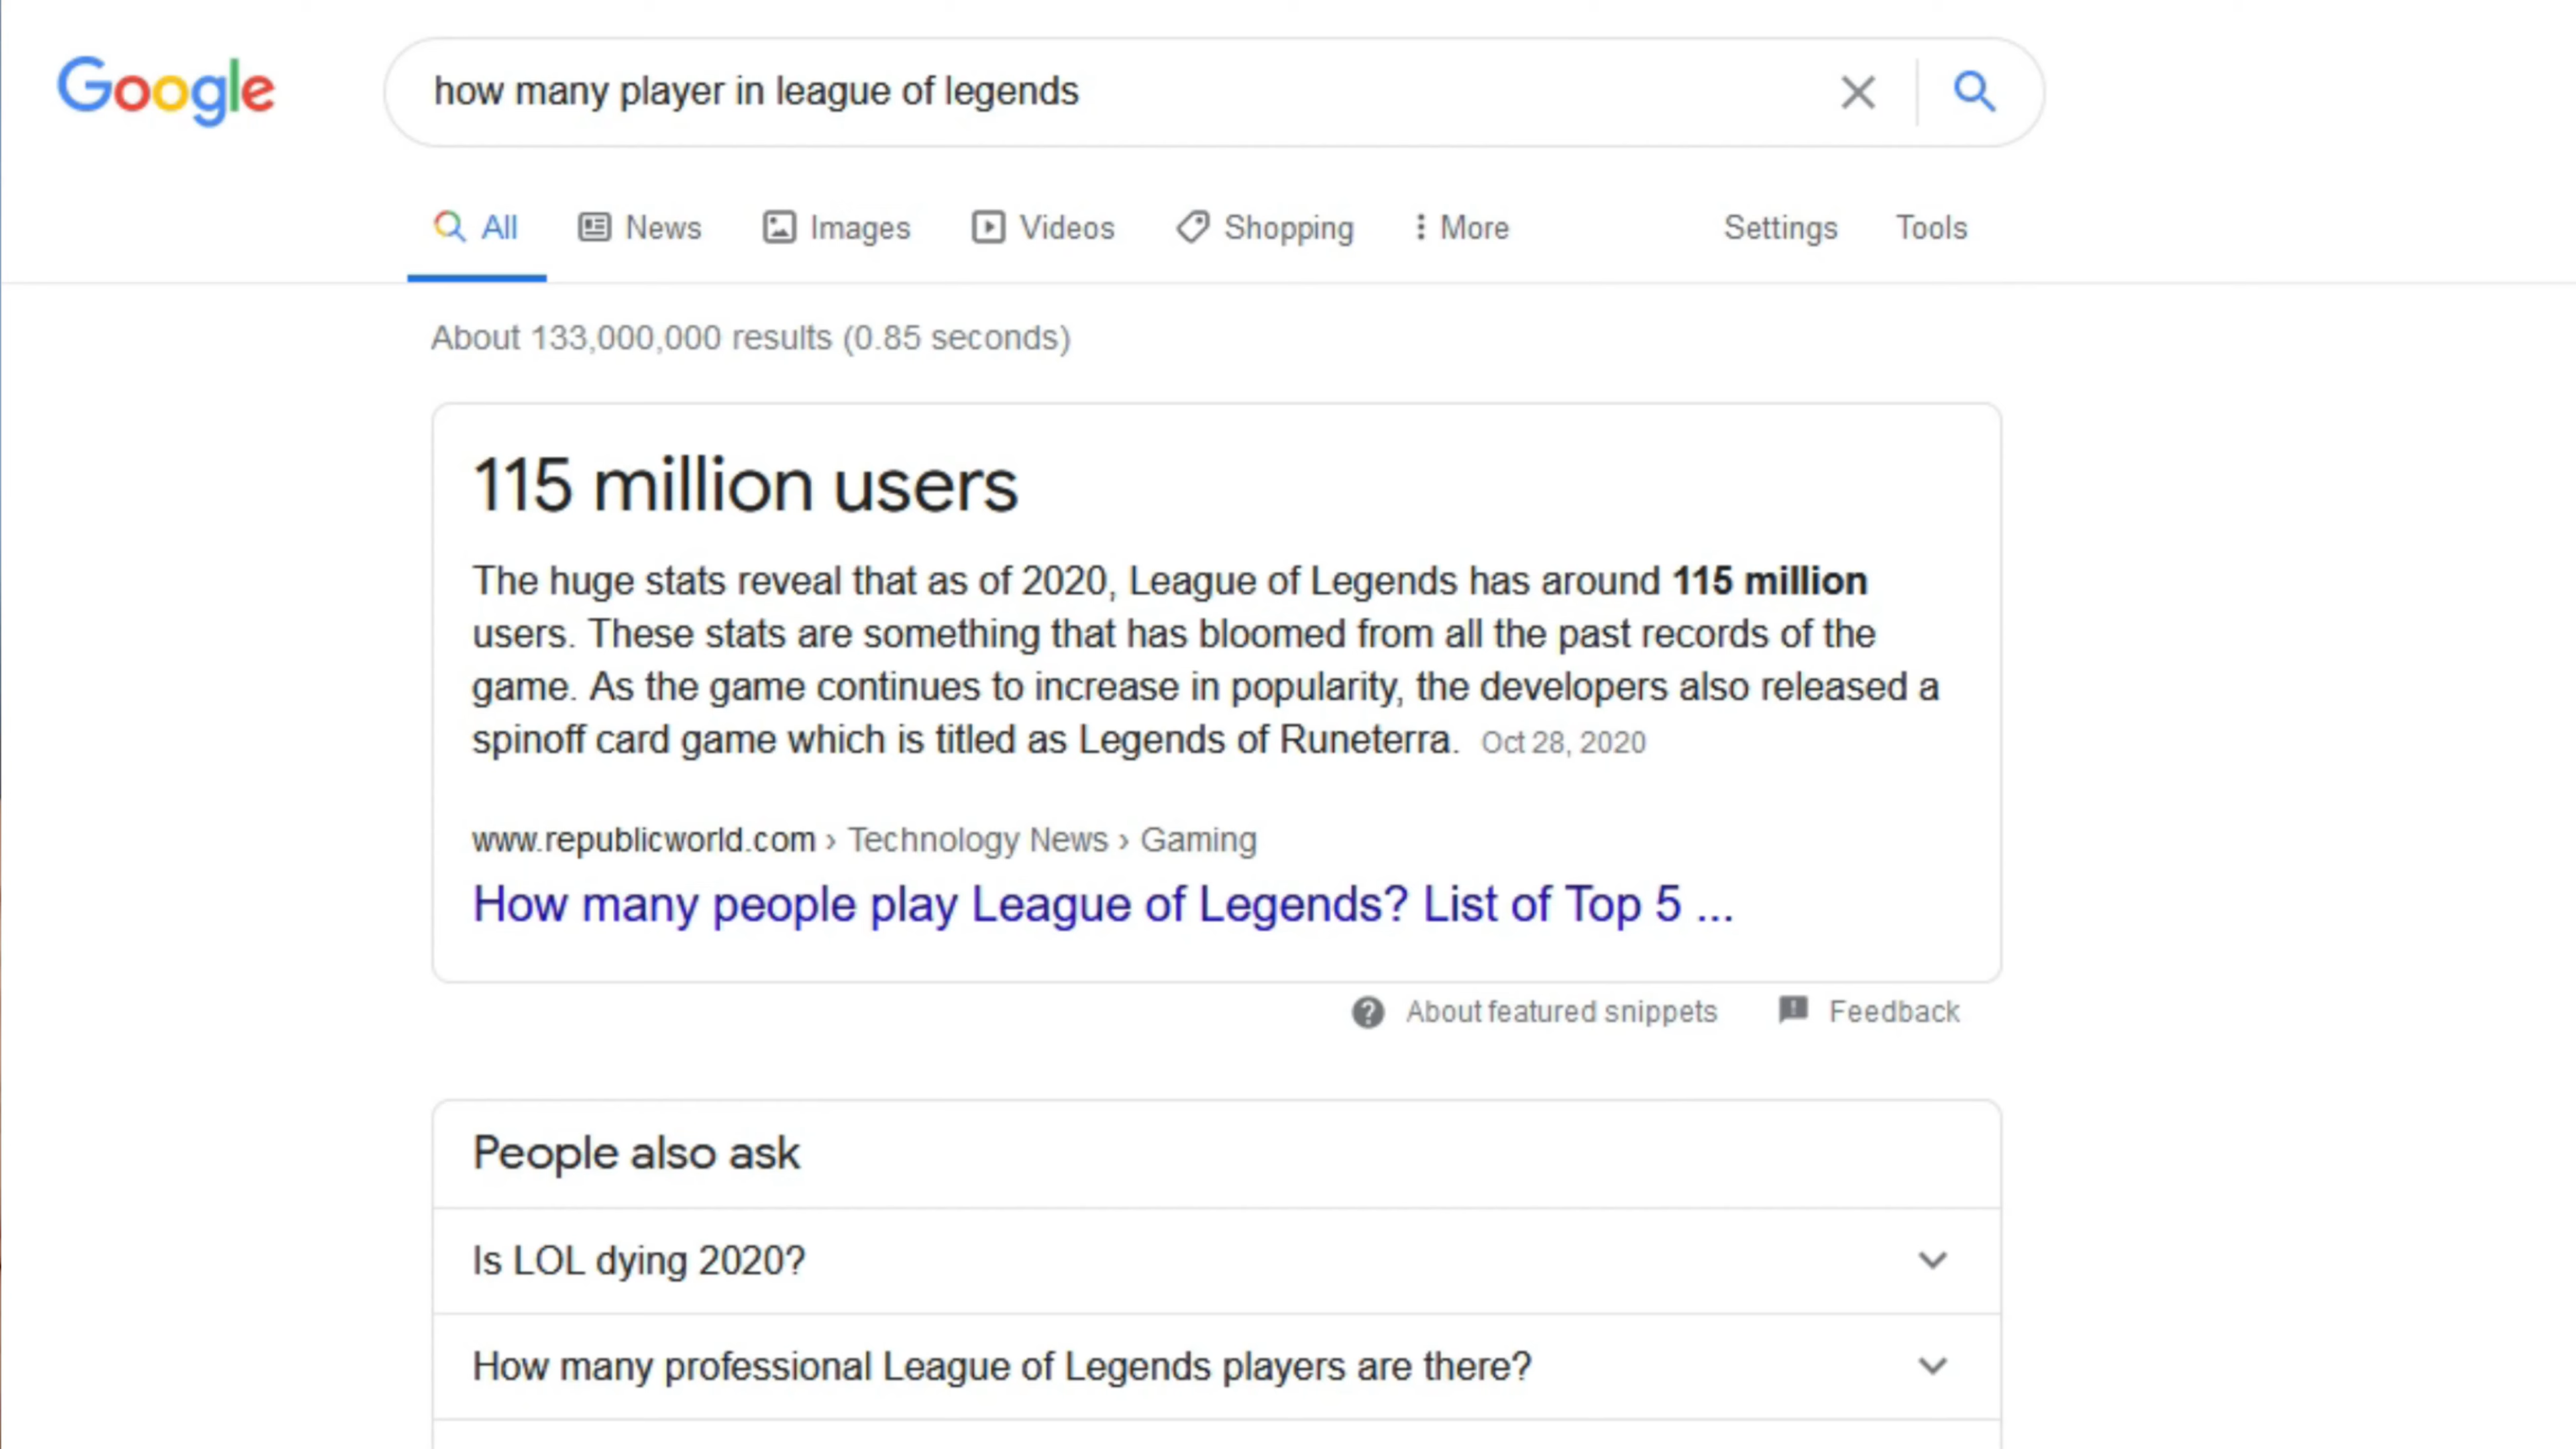 Google
how many player in league of legends
All News Images Videos Shopping More Settings Tools
About 133,000,000 results (0.85 seconds)
115 million users
The huge stats reveal that as of 2020, League of Legends has around 115 million
users. These stats are something that has bloomed from all the past records of the
game. As the game continues to increase in popularity, the developers also released a
spinoff card game which is titled as Legends of Runeterra. Oct 28, 2020
www.republicworld.com › Technology News › Gaming
How many people play League of Legends? List of Top 5 ...
About featured snippets Feedback
People also ask
Is LOL dying 2020?
How many professional League of Legends players are there?